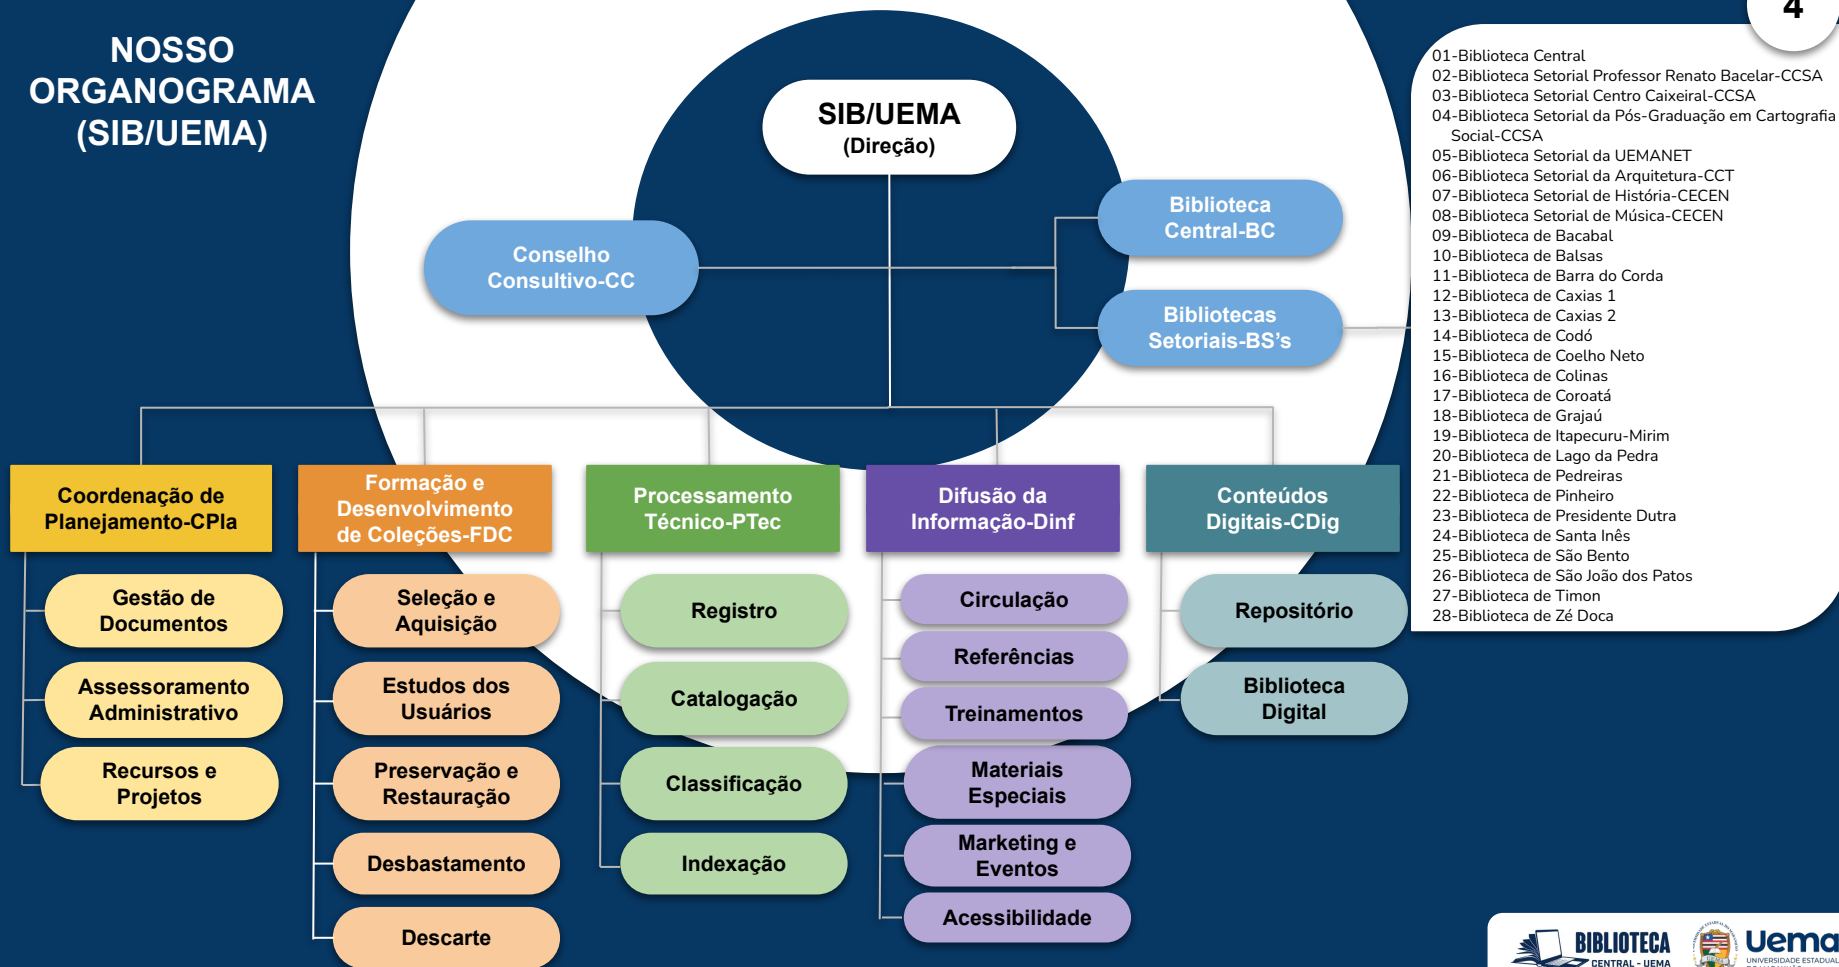 NOSSO
ORGANOGRAMA
(SIB/UEMA)
4
SIB/UEMA
(Direção)
Conselho
Consultivo-CC
Biblioteca
Central-BC
Bibliotecas
Setoriais-BS’s
01-Biblioteca Central
02-Biblioteca Setorial Professor Renato Bacelar-CCSA
03-Biblioteca Setorial Centro Caixeiral-CCSA
04-Biblioteca Setorial da Pós-Graduação em Cartografia
Social-CCSA
05-Biblioteca Setorial da UEMANET
06-Biblioteca Setorial da Arquitetura-CCT
07-Biblioteca Setorial de História-CECEN
08-Biblioteca Setorial de Música-CECEN
09-Biblioteca de Bacabal
10-Biblioteca de Balsas
11-Biblioteca de Barra do Corda
12-Biblioteca de Caxias 1
13-Biblioteca de Caxias 2
14-Biblioteca de Codó
15-Biblioteca de Coelho Neto
16-Biblioteca de Colinas
17-Biblioteca de Coroatá
18-Biblioteca de Grajaú
19-Biblioteca de Itapecuru-Mirim
20-Biblioteca de Lago da Pedra
21-Biblioteca de Pedreiras
22-Biblioteca de Pinheiro
23-Biblioteca de Presidente Dutra
24-Biblioteca de Santa Inês
25-Biblioteca de São Bento
26-Biblioteca de São João dos Patos
27-Biblioteca de Timon
28-Biblioteca de Zé Doca
Coordenação de
Planejamento-CPla
Gestão de
Documentos
Assessoramento
Administrativo
Recursos e
Projetos
Formação e
Desenvolvimento
de Coleções-FDC
Seleção e
Aquisição
Estudos dos
Usuários
Preservação e
Restauração
Desbastamento
Descarte
Processamento
Técnico-PTec
Registro
Catalogação
Classificação
Indexação
Difusão da
Informação-Dinf
Circulação
Referências
Treinamentos
Materiais
Especiais
Marketing e
Eventos
Acessibilidade
Conteúdos
Digitais-CDig
Repositório
Biblioteca
Digital
BIBLIOTECA
CENTRAL - UEMA
Uema
UNIVERSIDADE ESTADUAL